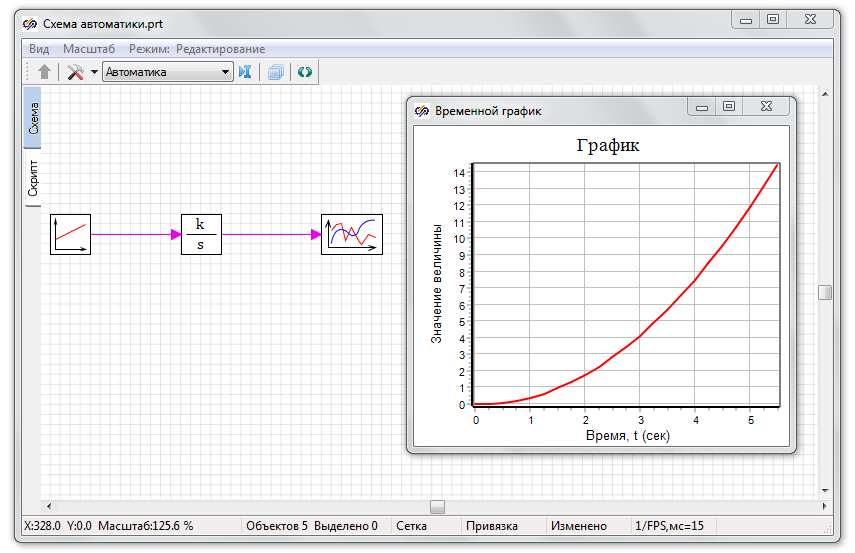 Схема автоматики.prt
Вид Масштаб Режим: Редактирование
Автоматика
Схема
Скрипт
k
s
Временной график
График
Значение величины
14
13
12
11
10
9
8
7
6
5
4
3
2
1
0
0 1 2 3 4 5
Время, t (сек)
X:328.0 Y:0.0 Масштаб:125.6 % Объектов 5 Выделено 0 Сетка Привязка Изменено 1/FPS,мс=15